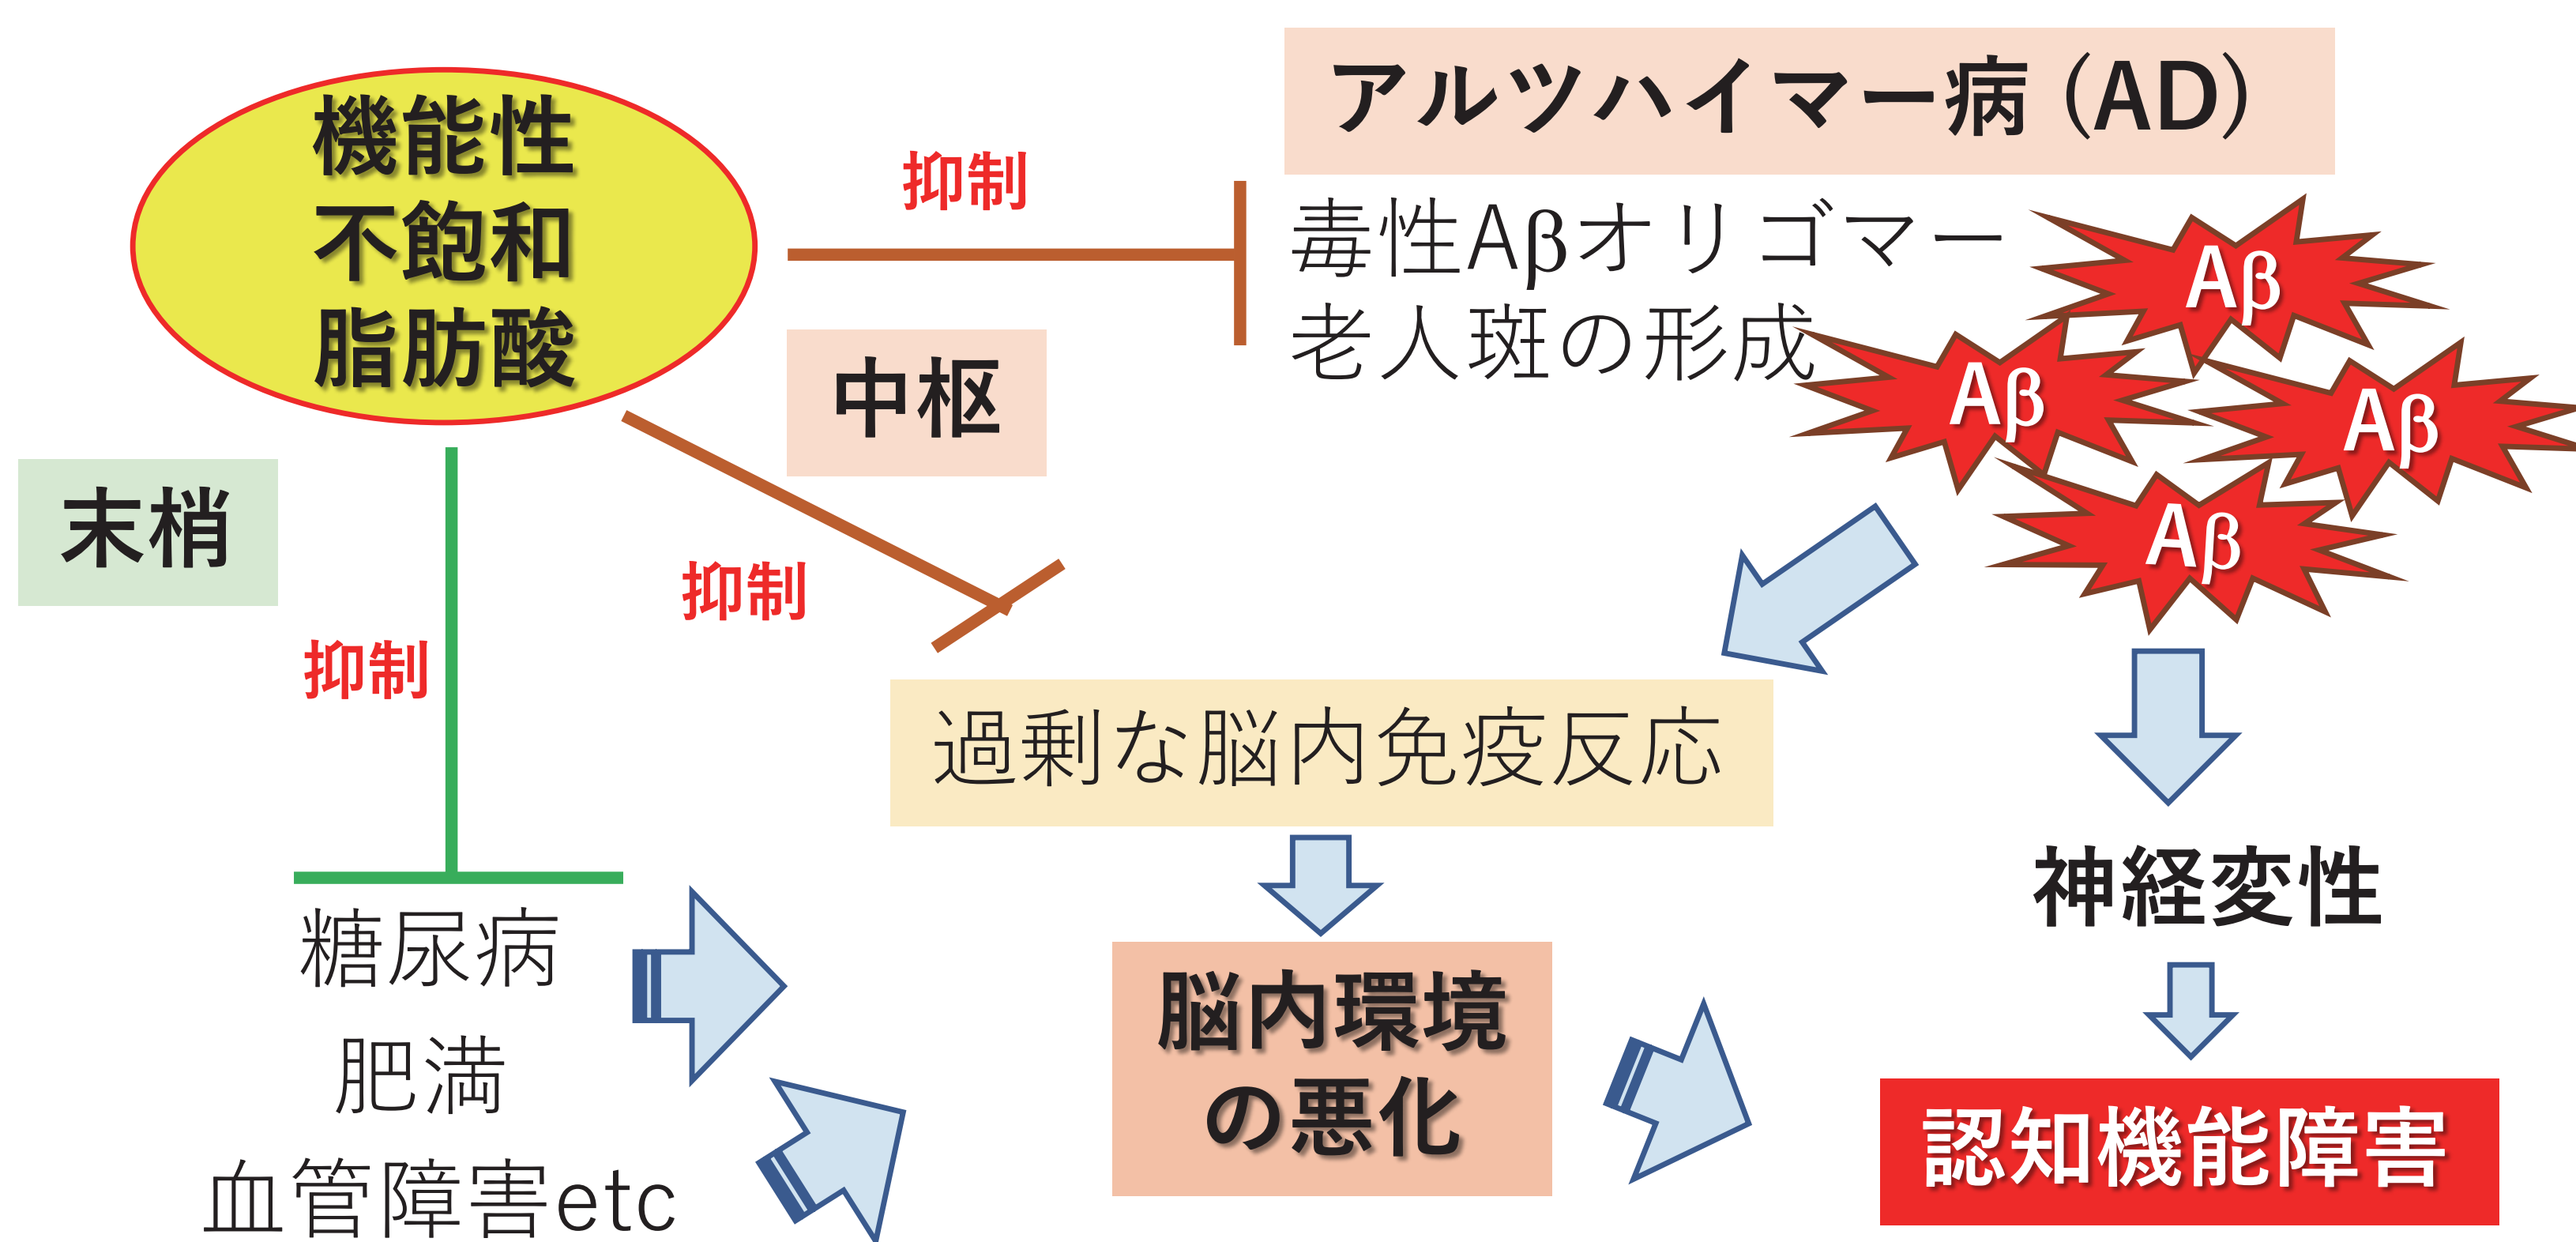 機能性
不飽和
脂肪酸
抑制
アルツハイマー病（AD）
毒性Aβオリゴマー
老人斑の形成
Aβ
Aβ
Aβ
Aβ
中枢
末梢
抑制
抑制
過剰な脳内免疫反応
神経変性
糖尿病
肥満
血管障害etc
脳内環境
の悪化
認知機能障害